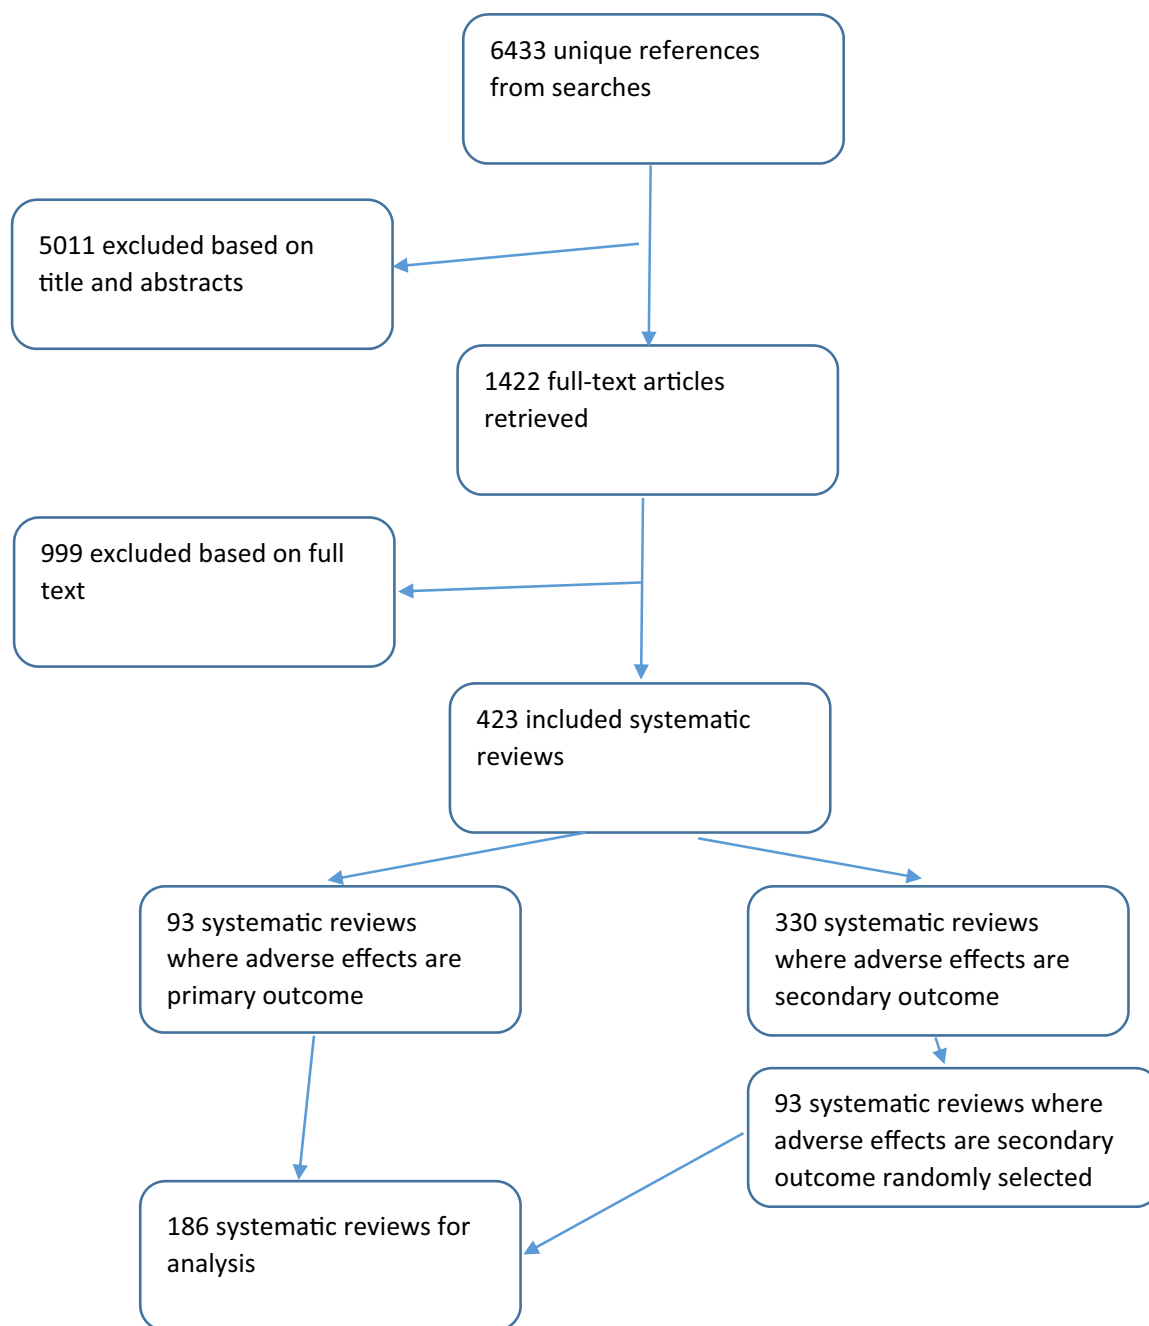 6433 unique references
from searches
5011 excluded based on
title and abstracts
1422 full-text articles
retrieved
999 excluded based on full
text
423 included systematic
reviews
93 systematic reviews
where adverse effects are
primary outcome
330 systematic reviews
where adverse effects are
secondary outcome
93 systematic reviews where
adverse effects are secondary
outcome randomly selected
186 systematic reviews for
analysis